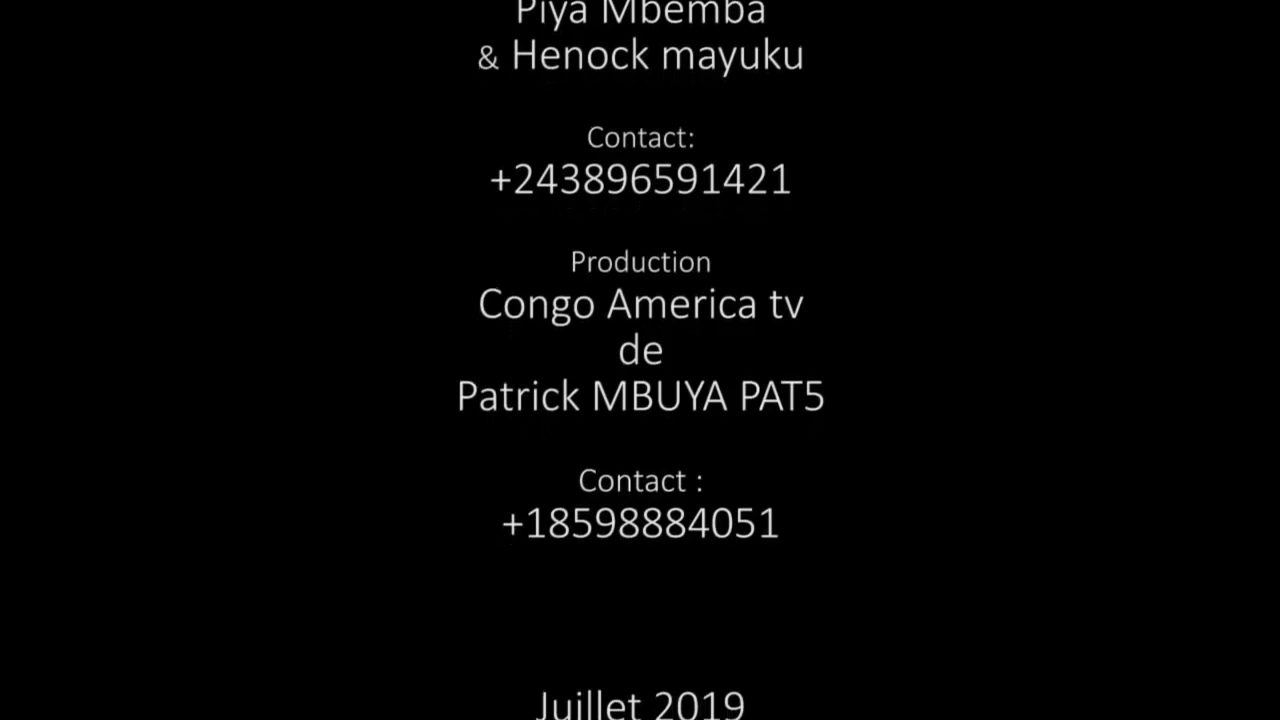 Piya Mbemba
& Henock mayuku
Contact:
+243896591421
Production
Congo America tv
de
Patrick MBUYA PAT5
Contact :
+18598884051
Juillet 2019